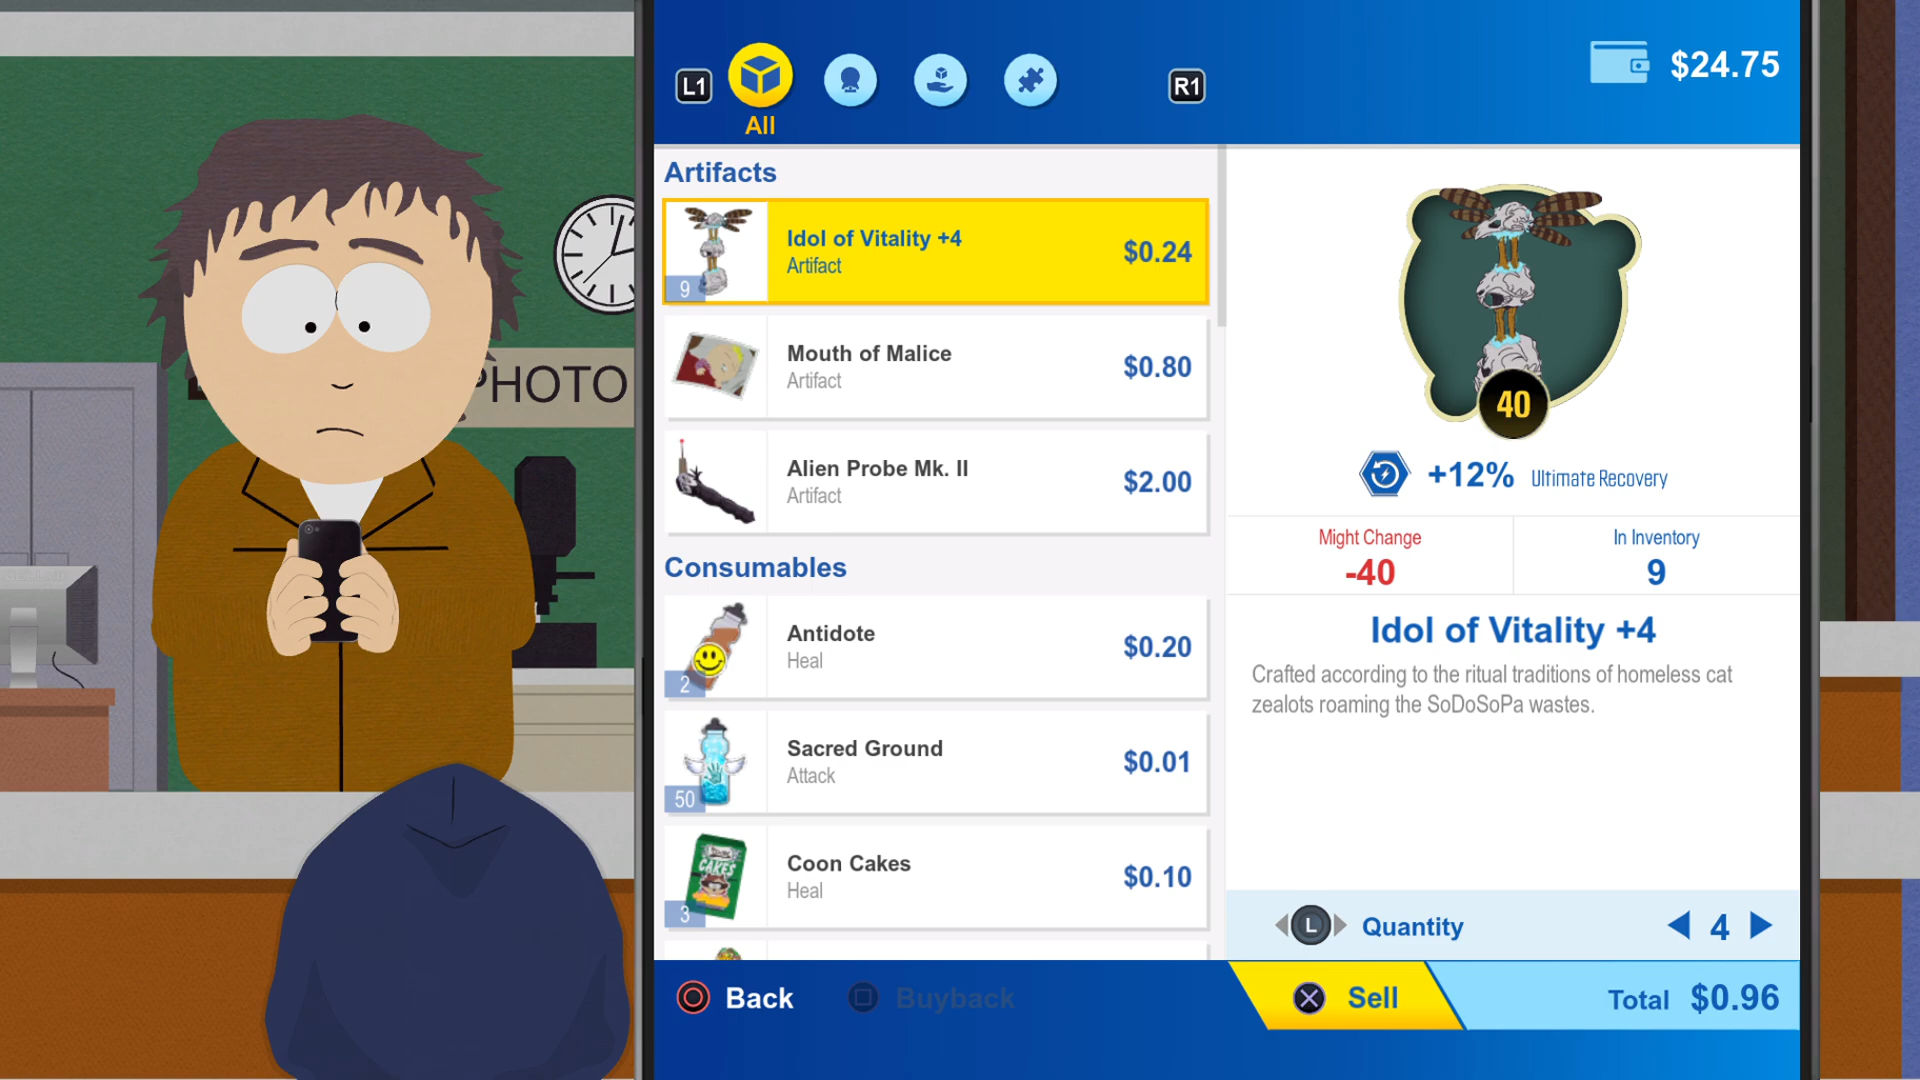 L1
R1
$24.75
All
Artifacts
Idol of Vitality +4
Artifact
$0.24
9
Mouth of Malice
Artifact
$0.80
Alien Probe Mk. II
Artifact
$2.00
Consumables
Antidote
Heal
$0.20
2
Sacred Ground
Attack
$0.01
50
CAKES
Coon Cakes
Heal
$0.10
3
40
+12% Ultimate Recovery
Might Change
-40
In Inventory
9
Idol of Vitality +4
Crafted according to the ritual traditions of homeless cat
zealots roaming the SoDoSoPa wastes.
L Quantity 4
Back
Buyback
Sell
Total $0.96
PHOTO